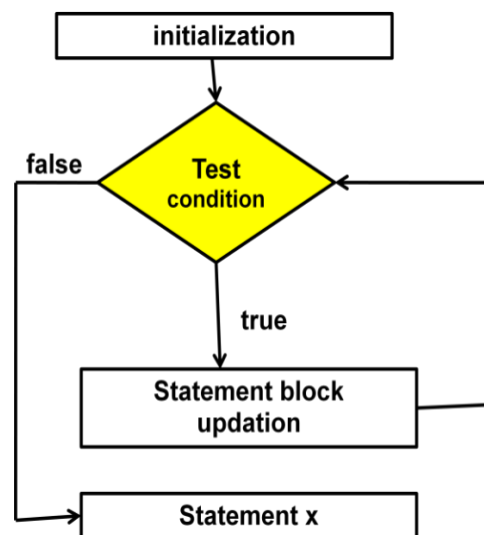 initialization
false
Test
condition
true
Statement block
updation
Statement x